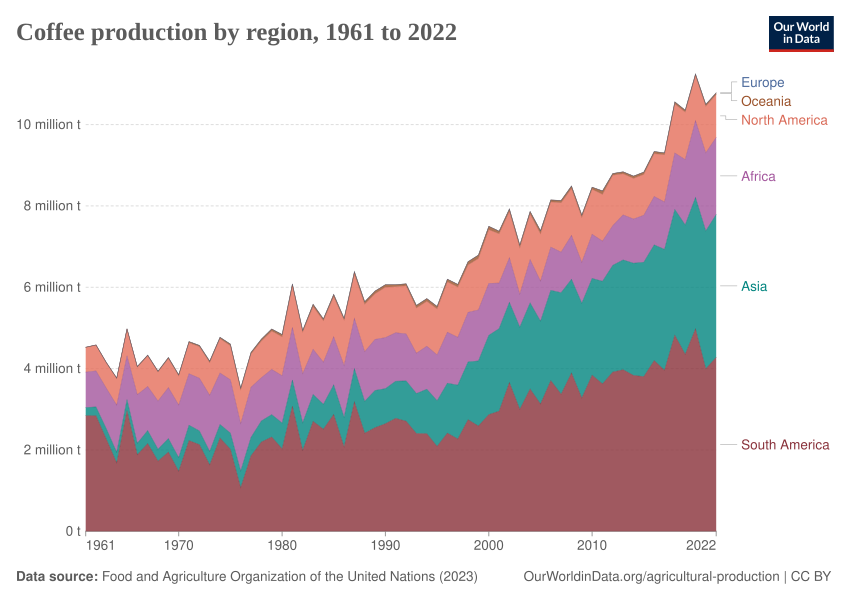 Coffee production by region, 1961 to 2022
Our World
in Data
Europe
Oceania
10 million t
North America
Africa
8 million t
6 million t
Asia
4 million t
2 million t
South America
0 t
1961 1970 1980 1990 2000 2010 2022
Data source: Food and Agriculture Organization of the United Nations (2023) OurWorldinData.org/agricultural-production | CC BY